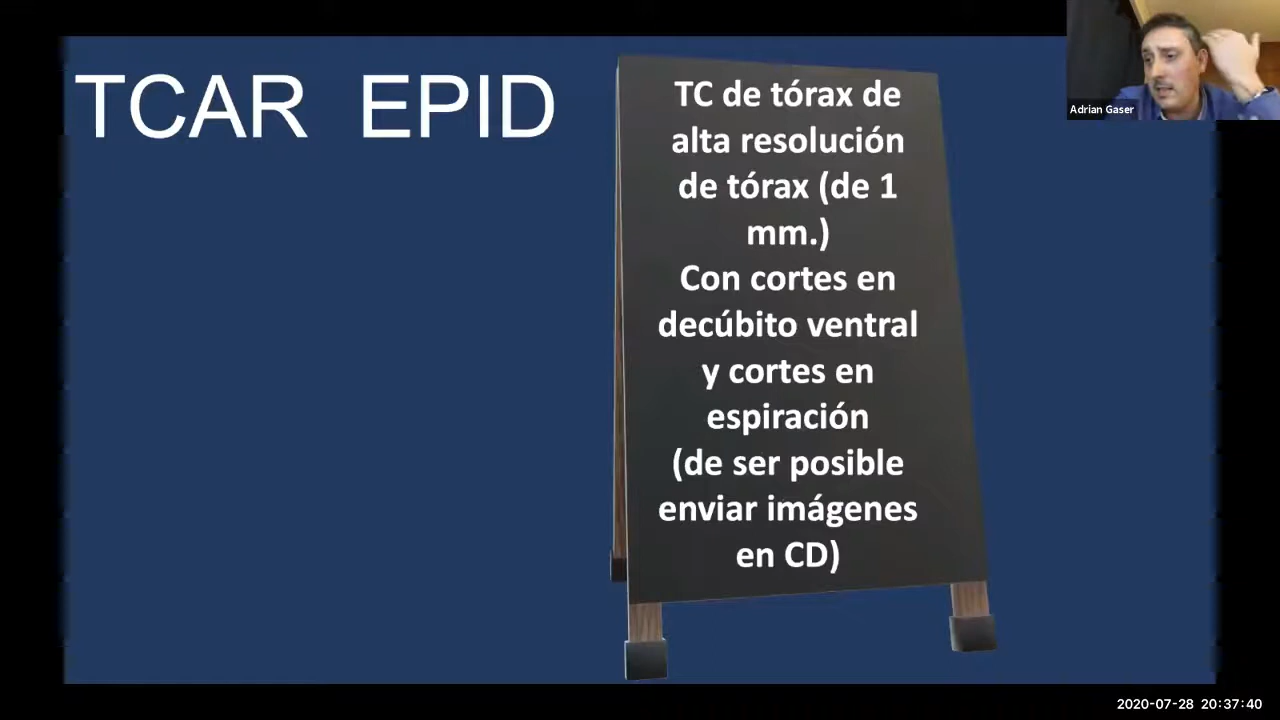 TCAR EPID
TC de tórax de
alta resolución
de tórax (de 1
mm.)
Con cortes en
decúbito ventral
y cortes en
espiración
(de ser posible
enviar imágenes
en CD)
Adrian Gaser
2020-07-28 20:37:40